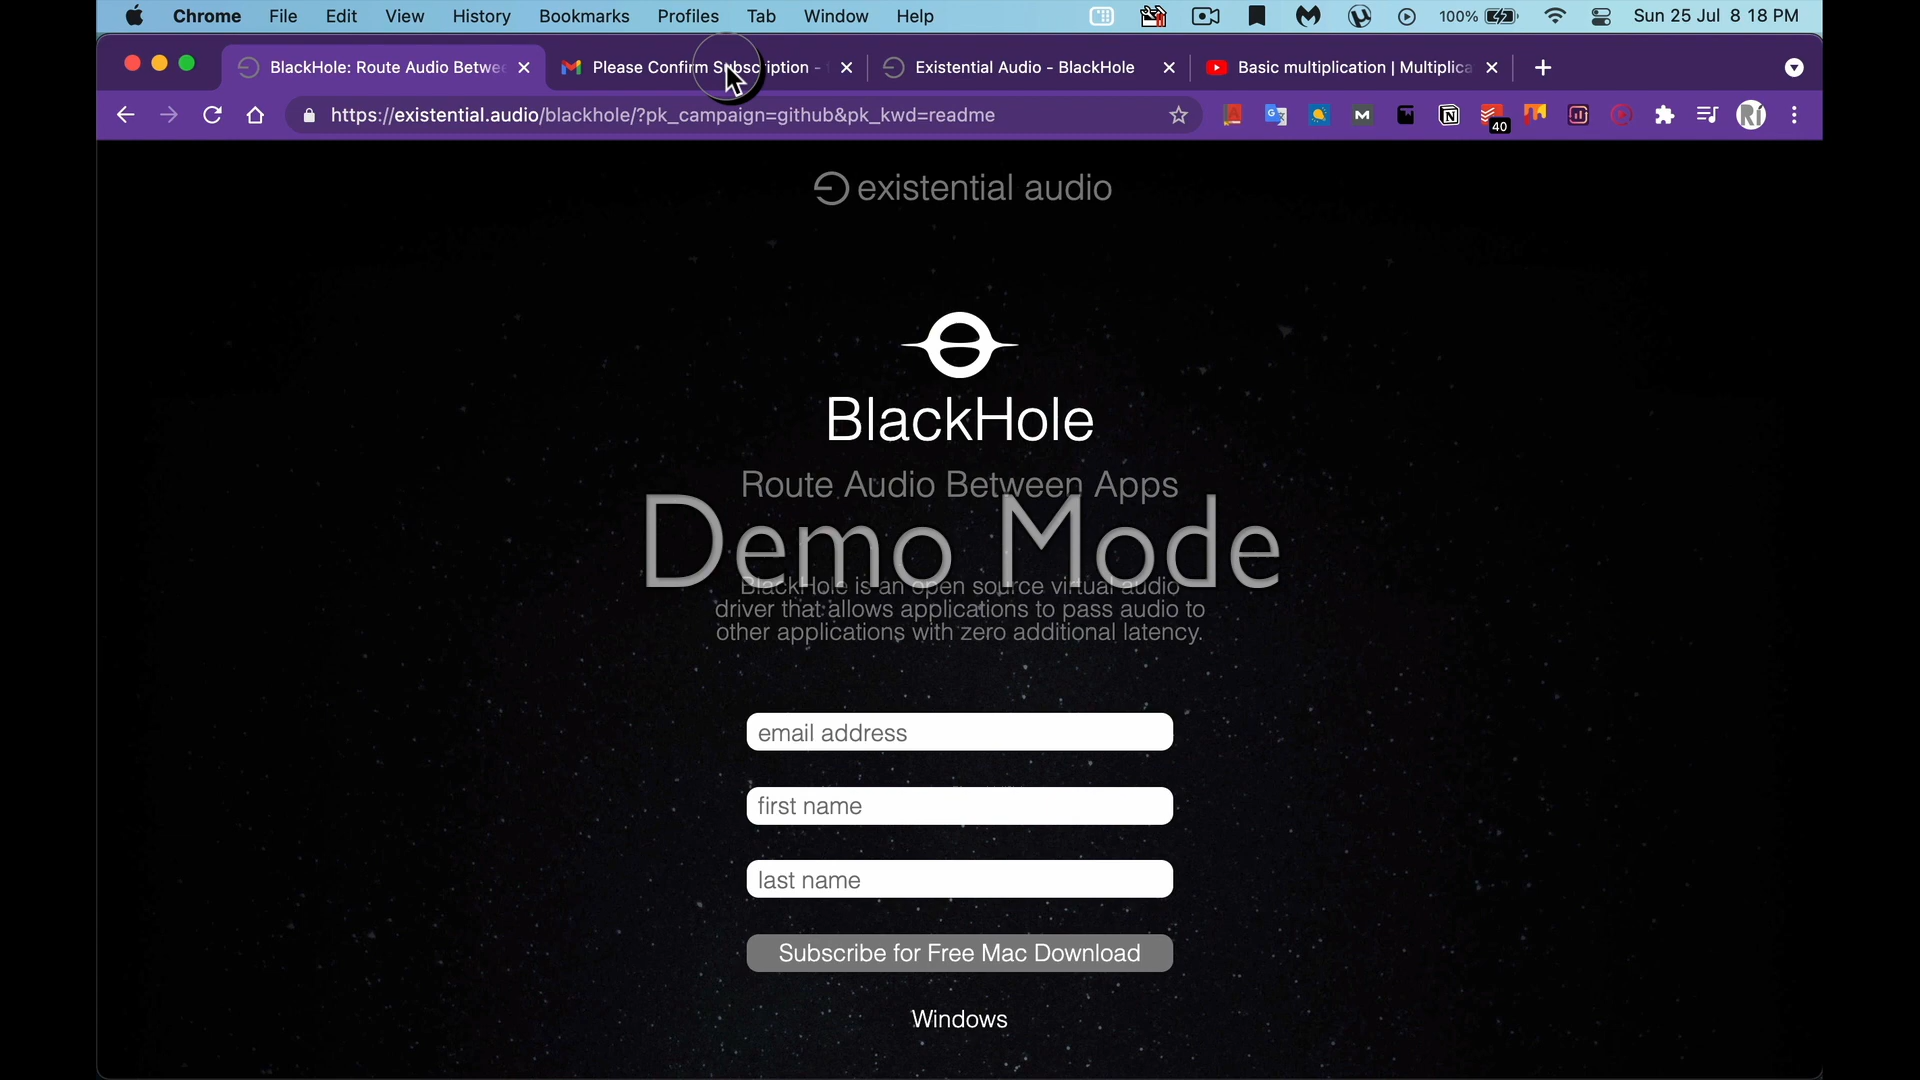 Chrome File Edit View History Bookmarks Profiles Tab Window Help 100% Sun 25 Jul 8 18 PM
BlackHole: Route Audio Betwee Please Confirm Subscription - Existential Audio - BlackHole Basic multiplication | Multiplica
https://existential.audio/blackhole/?pk_campaign=github&pk_kwd=readme 40 Rí
existential audio
BlackHole
Route Audio Between Apps
Demo Mode
BlackHole is an open source virtual audio
driver that allows applications to pass audio to
other applications with zero additional latency.
email address
first name
last name
Subscribe for Free Mac Download
Windows